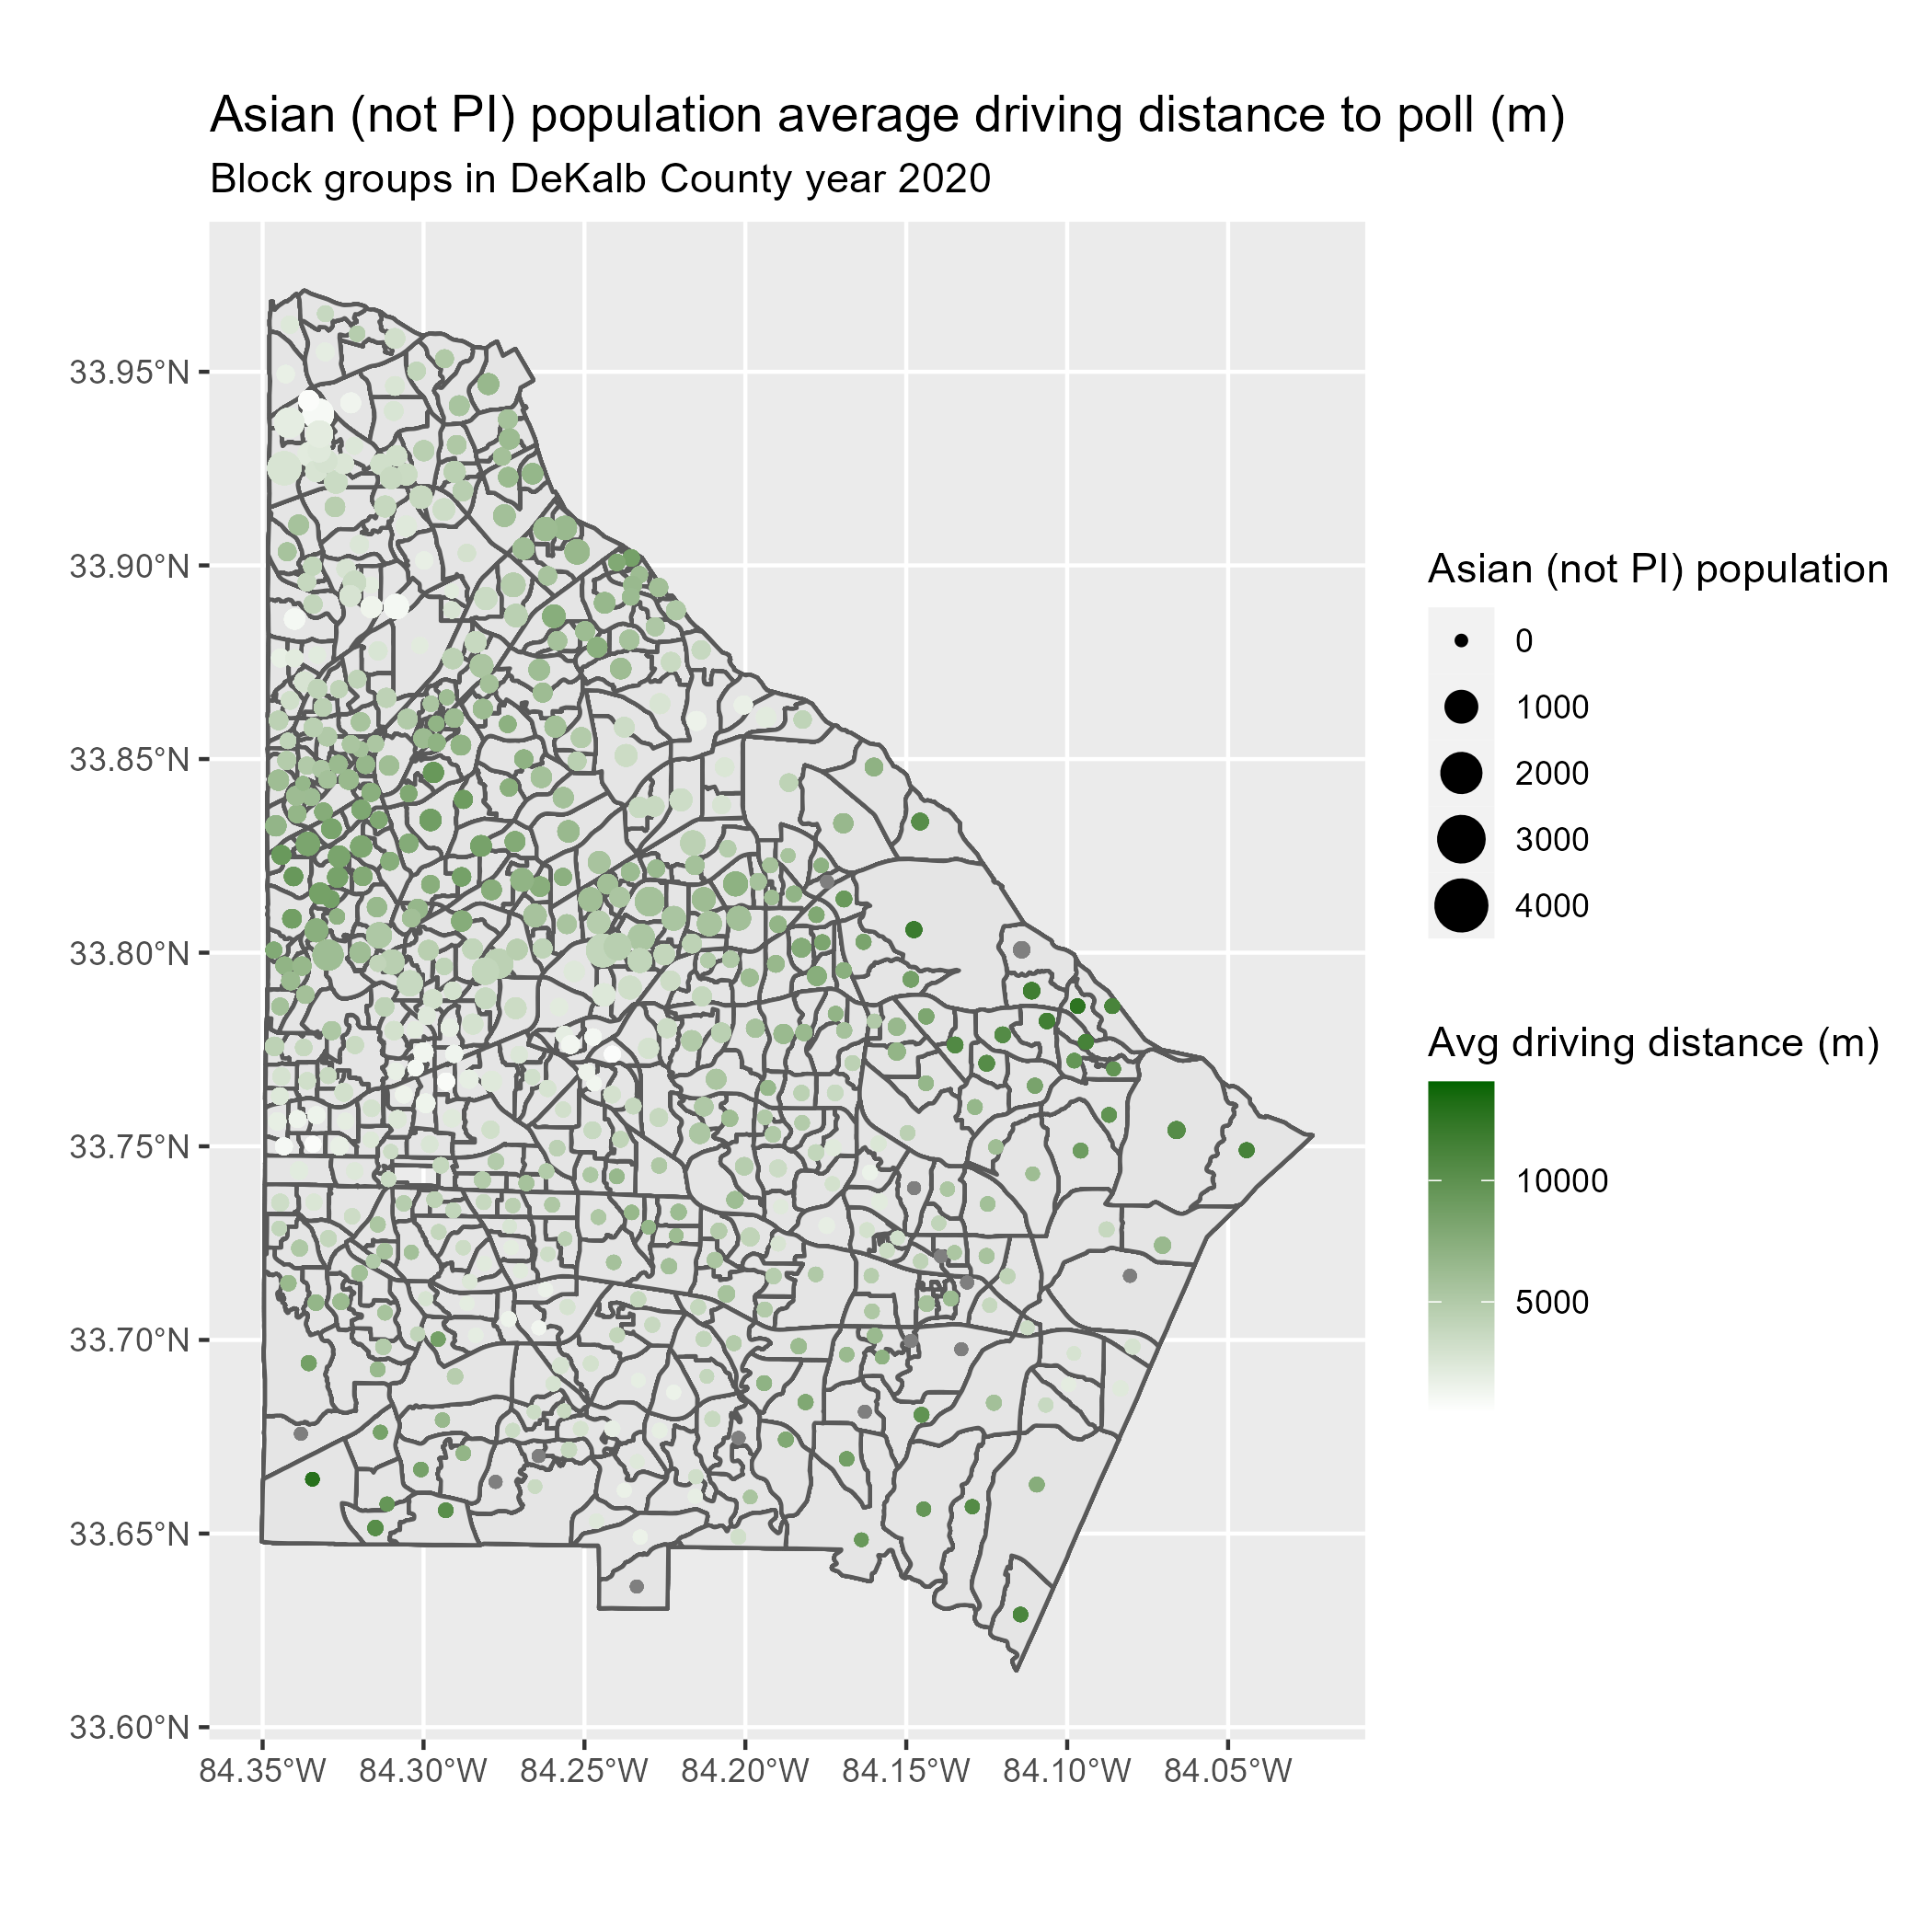 Asian (not PI) population average driving distance to poll (m)
Block groups in DeKalb County year 2020
33.95°N
33.90°N
33.85°N
33.80°N
33.75°N
33.70°N
33.65°N
33.60°N
84.35°W 84.30°W 84.25°W 84.20°W 84.15°W 84.10°W 84.05°W
Asian (not PI) population
0
1000
2000
3000
4000
Avg driving distance (m)
10000
5000